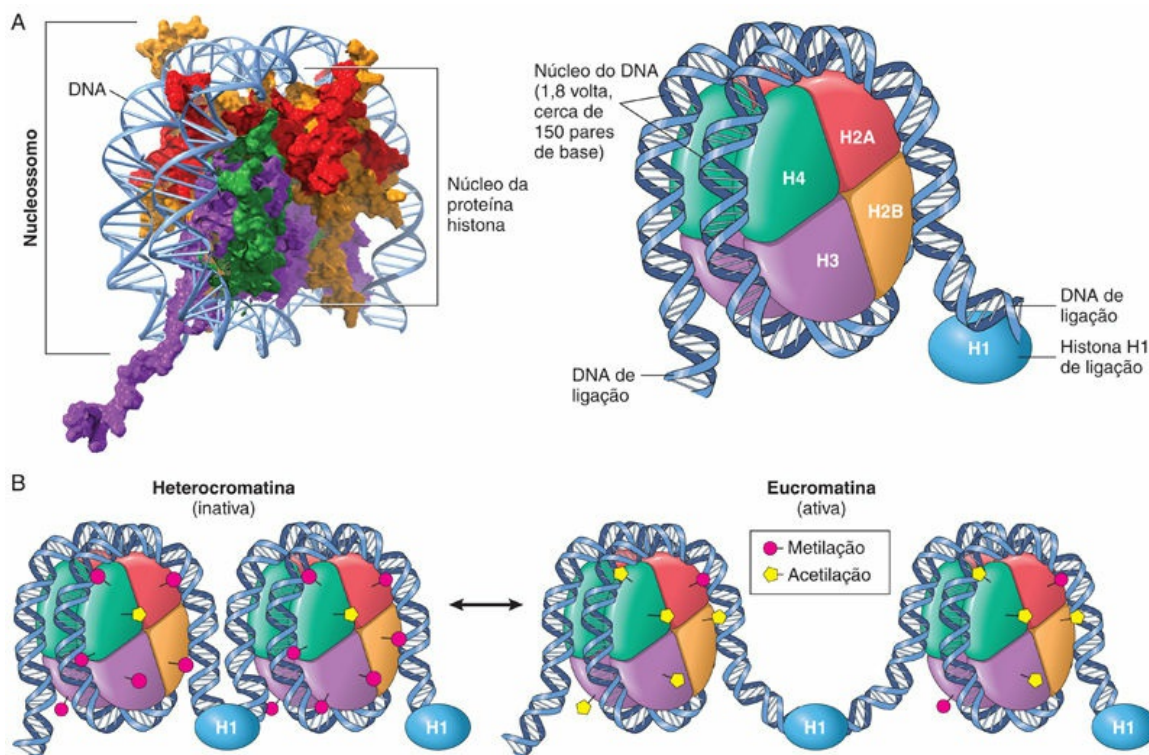 A
Nucleossomo
DNA
Núcleo da
proteína
histona
Núcleo do DNA
(1,8 volta,
cerca de
150 pares
de base)
H2A
H4
H2B
H3
DNA de
ligação
H1
Histona H1
de ligação
DNA de
ligação
B
Heterocromatina
(inativa)
Eucromatina
(ativa)
Metilação
Acetilação
H1
H1
H1
H1